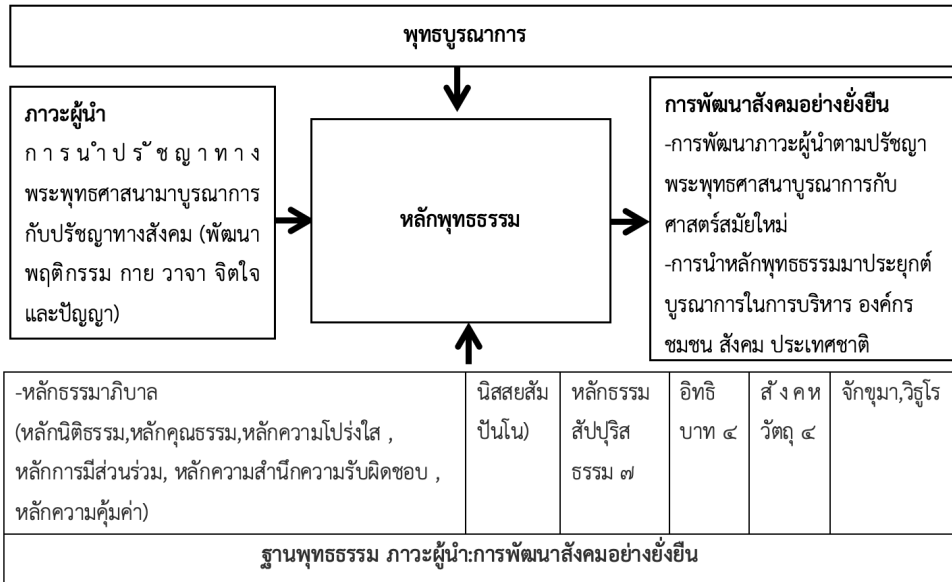 พุทธบูรณาการ
ภาวะผู้นำ
การนำปรัชญาทาง
พระพุทธศาสนามาบูรณาการ
กับปรัชญาทางสังคม (พัฒนา
พฤติกรรม กาย วาจา จิตใจ
และปัญญา)
หลักพุทธธรรม
การพัฒนาสังคมอย่างยั่งยืน
-การพัฒนาภาวะผู้นำตามปรัชญา
พระพุทธศาสนาบูรณาการกับ
ศาสตร์สมัยใหม่
-การนำหลักพุทธธรรมมาประยุกต์
บูรณาการในการบริหาร องค์กร
ชุมชน สังคม ประเทศชาติ
-หลักธรรมาภิบาล
(หลักนิติธรรม,หลักคุณธรรม,หลักความโปร่งใส ,
หลักการมีส่วนร่วม, หลักความสำนึกความรับผิดชอบ ,
หลักความคุ้มค่า)
นิสสยสัม
ปันโน)
หลักธรรม
สัปปุริส
ธรรม ๗
อิทธิ
บาท ๔
สังคห
วัตถุ ๔
จักขุมา,วิธูโร
ฐานพุทธธรรม ภาวะผู้นำ:การพัฒนาสังคมอย่างยั่งยืน